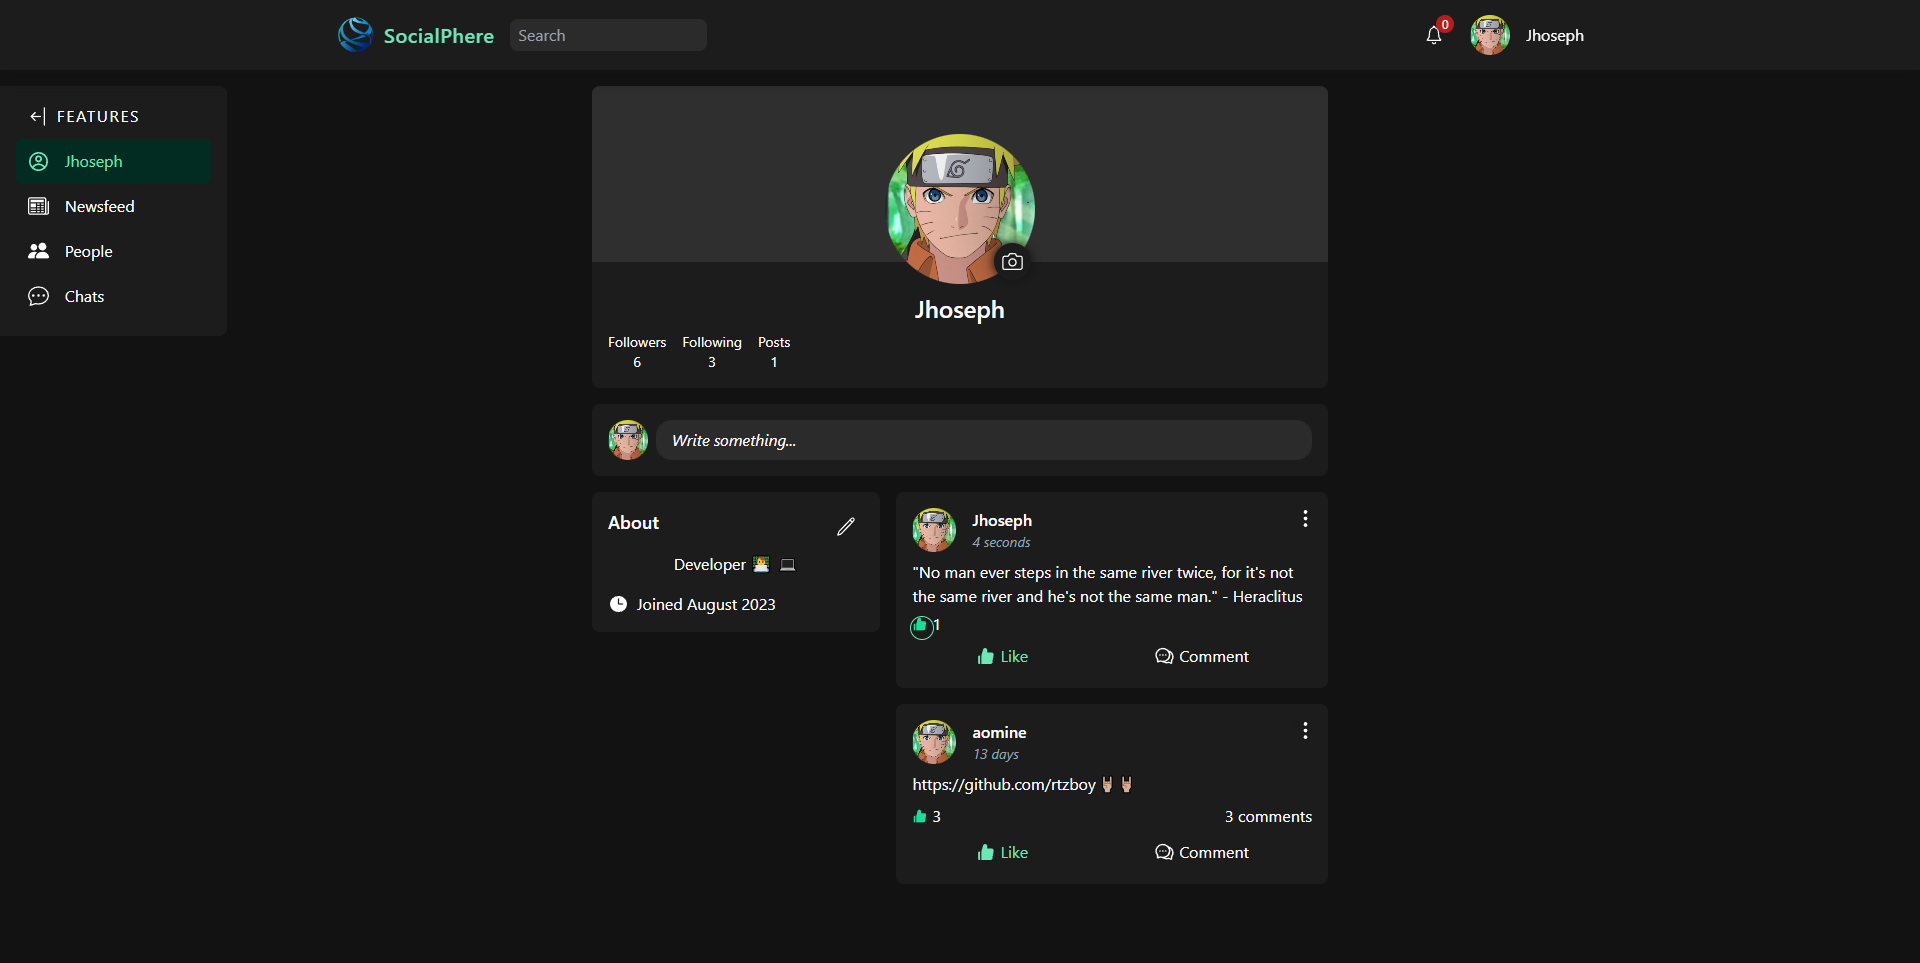 SocialPhere
Search
0
Jhoseph
FEATURES
Jhoseph
Newsfeed
People
Chats
Jhoseph
Followers Following Posts
6 3 1
Write something...
About
Developer 👨‍💻 💻
Joined August 2023
Jhoseph
4 seconds
"No man ever steps in the same river twice, for it's not
the same river and he's not the same man." - Heraclitus
1
Like Comment
aomine
13 days
https://github.com/rtzboy 🤘🏽 🤘🏽
3 3 comments
Like Comment